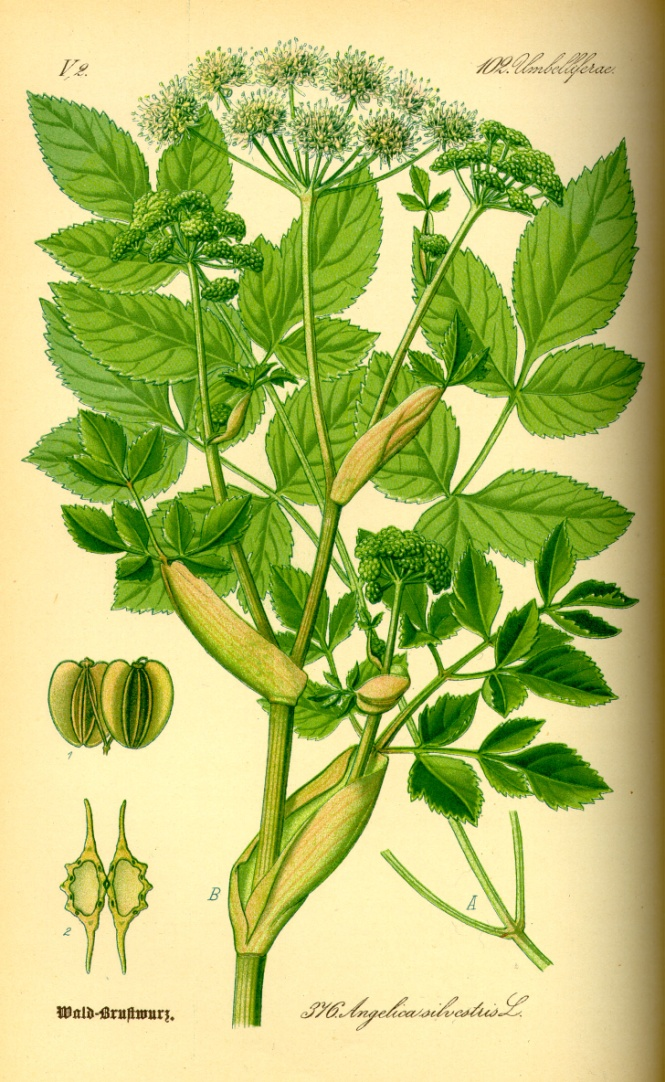 V 2.
102. Umbelliferae.
1
2
B
A
Wald-Brustwurz.
376. Angelica silvestris L.